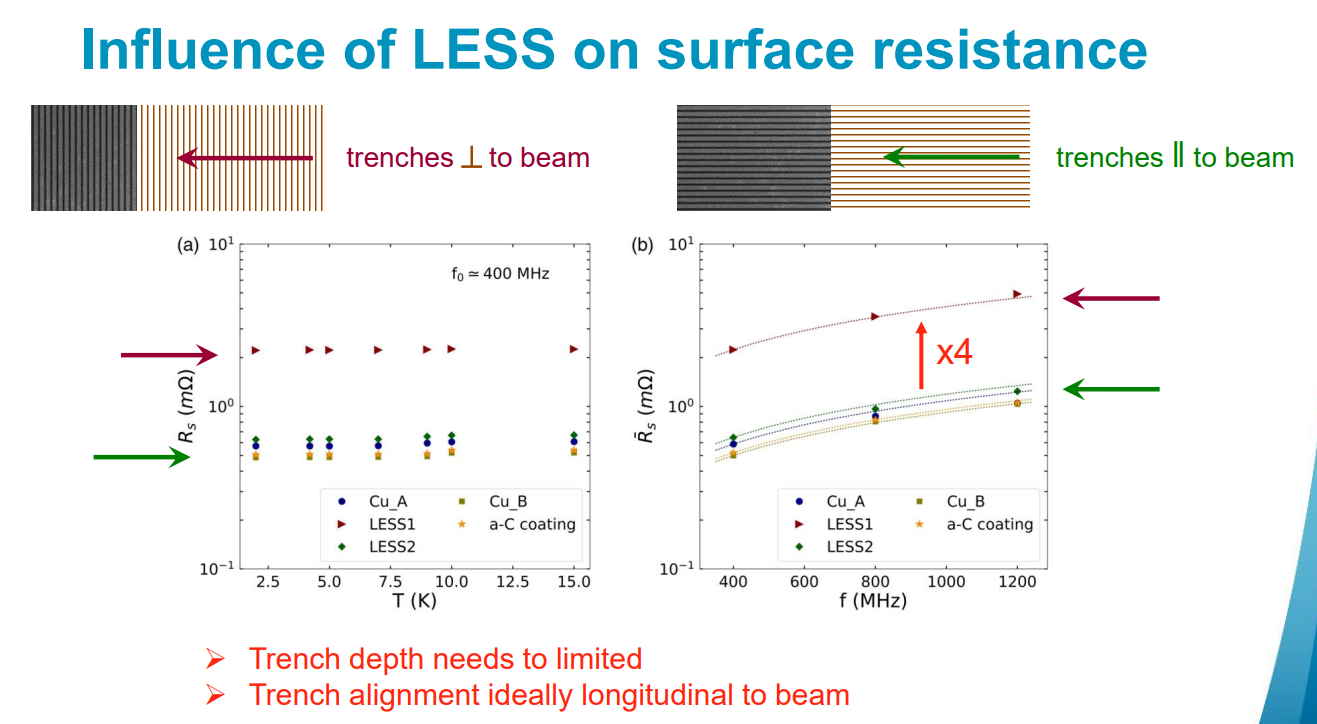 Influence of LESS on surface resistance
trenches ⊥ to beam
trenches ∥ to beam
(a)
10¹
10⁰
10⁻¹
R_s (mΩ)
f₀ ≃ 400 MHz
Cu_A
LESS1
LESS2
Cu_B
a-C coating
2.5 5.0 7.5 10.0 12.5 15.0
T (K)
(b)
10¹
10⁰
10⁻¹
R̄_s (mΩ)
x4
Cu_A
LESS1
LESS2
Cu_B
a-C coating
400 600 800 1000 1200
f (MHz)
➢ Trench depth needs to limited
➢ Trench alignment ideally longitudinal to beam